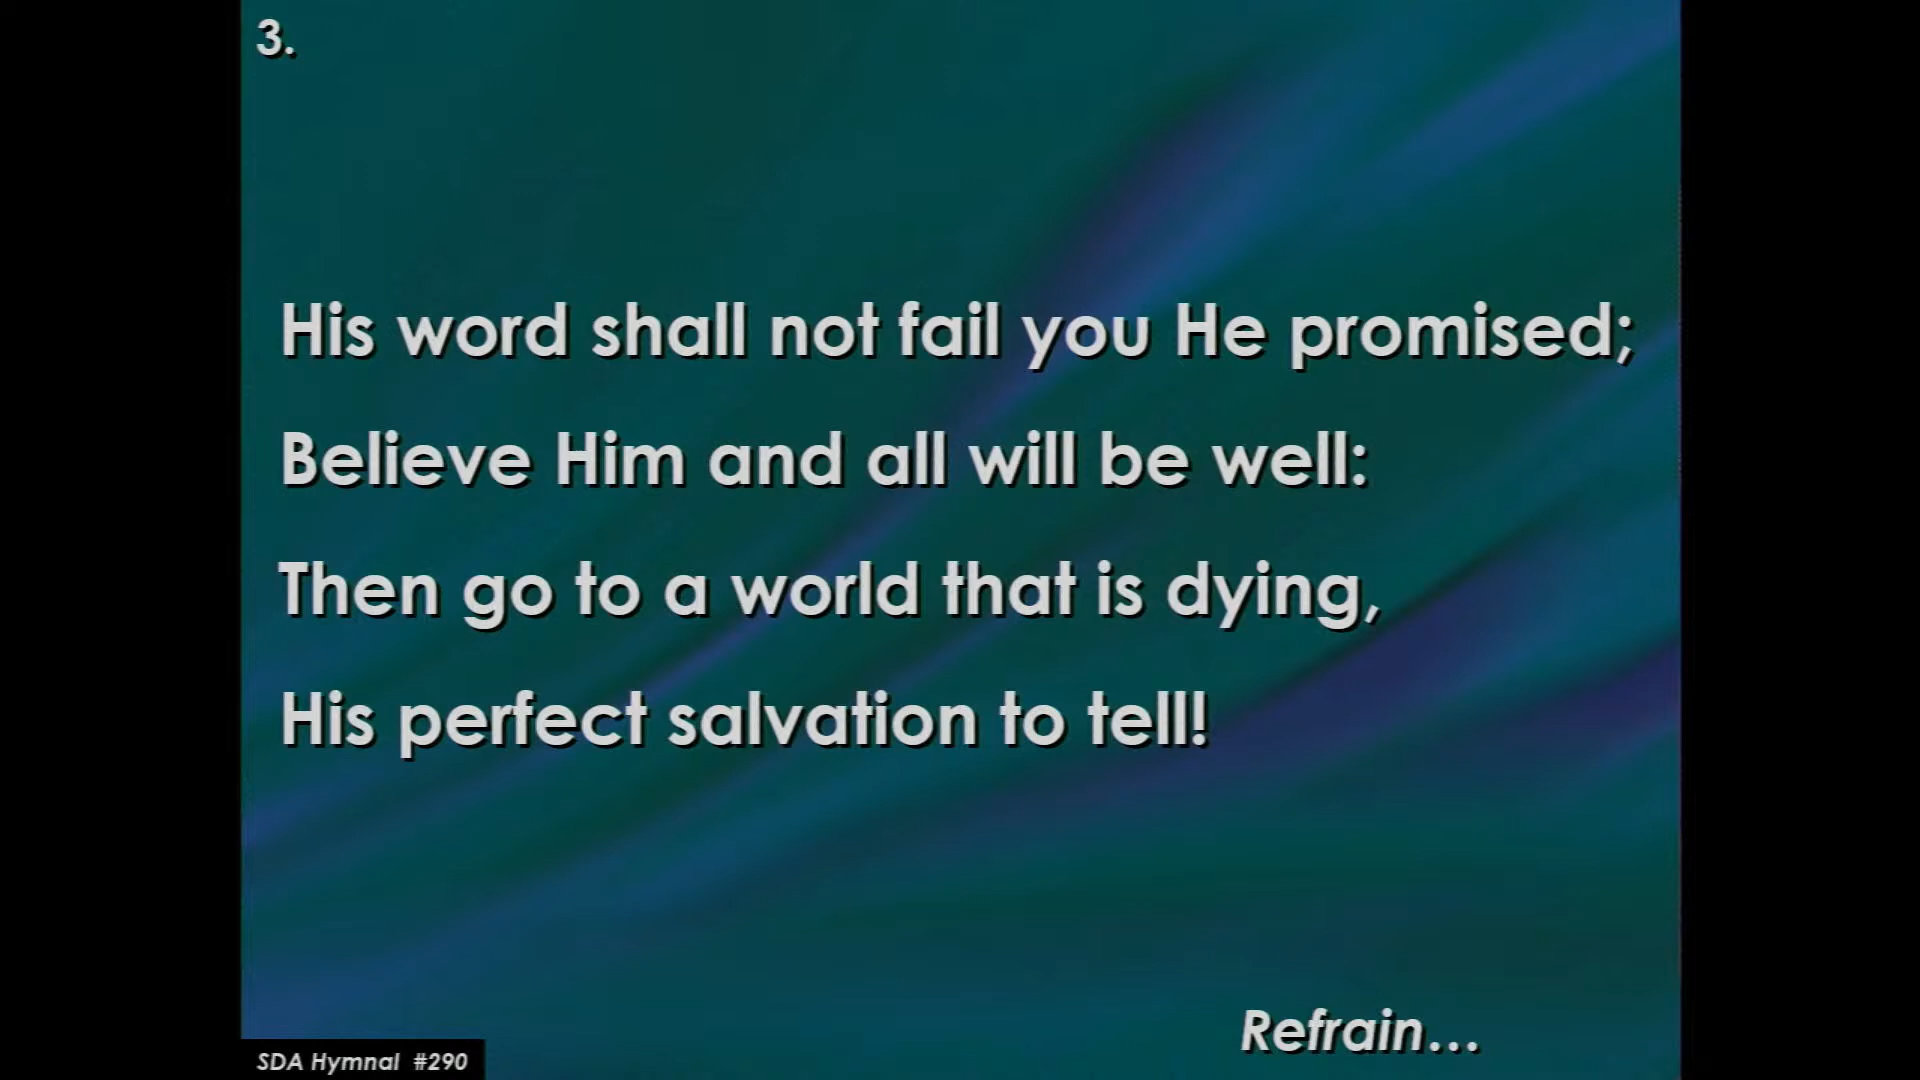 3.
His word shall not fail you He promised;
Believe Him and all will be well:
Then go to a world that is dying,
His perfect salvation to tell!
Refrain...
SDA Hymnal #290